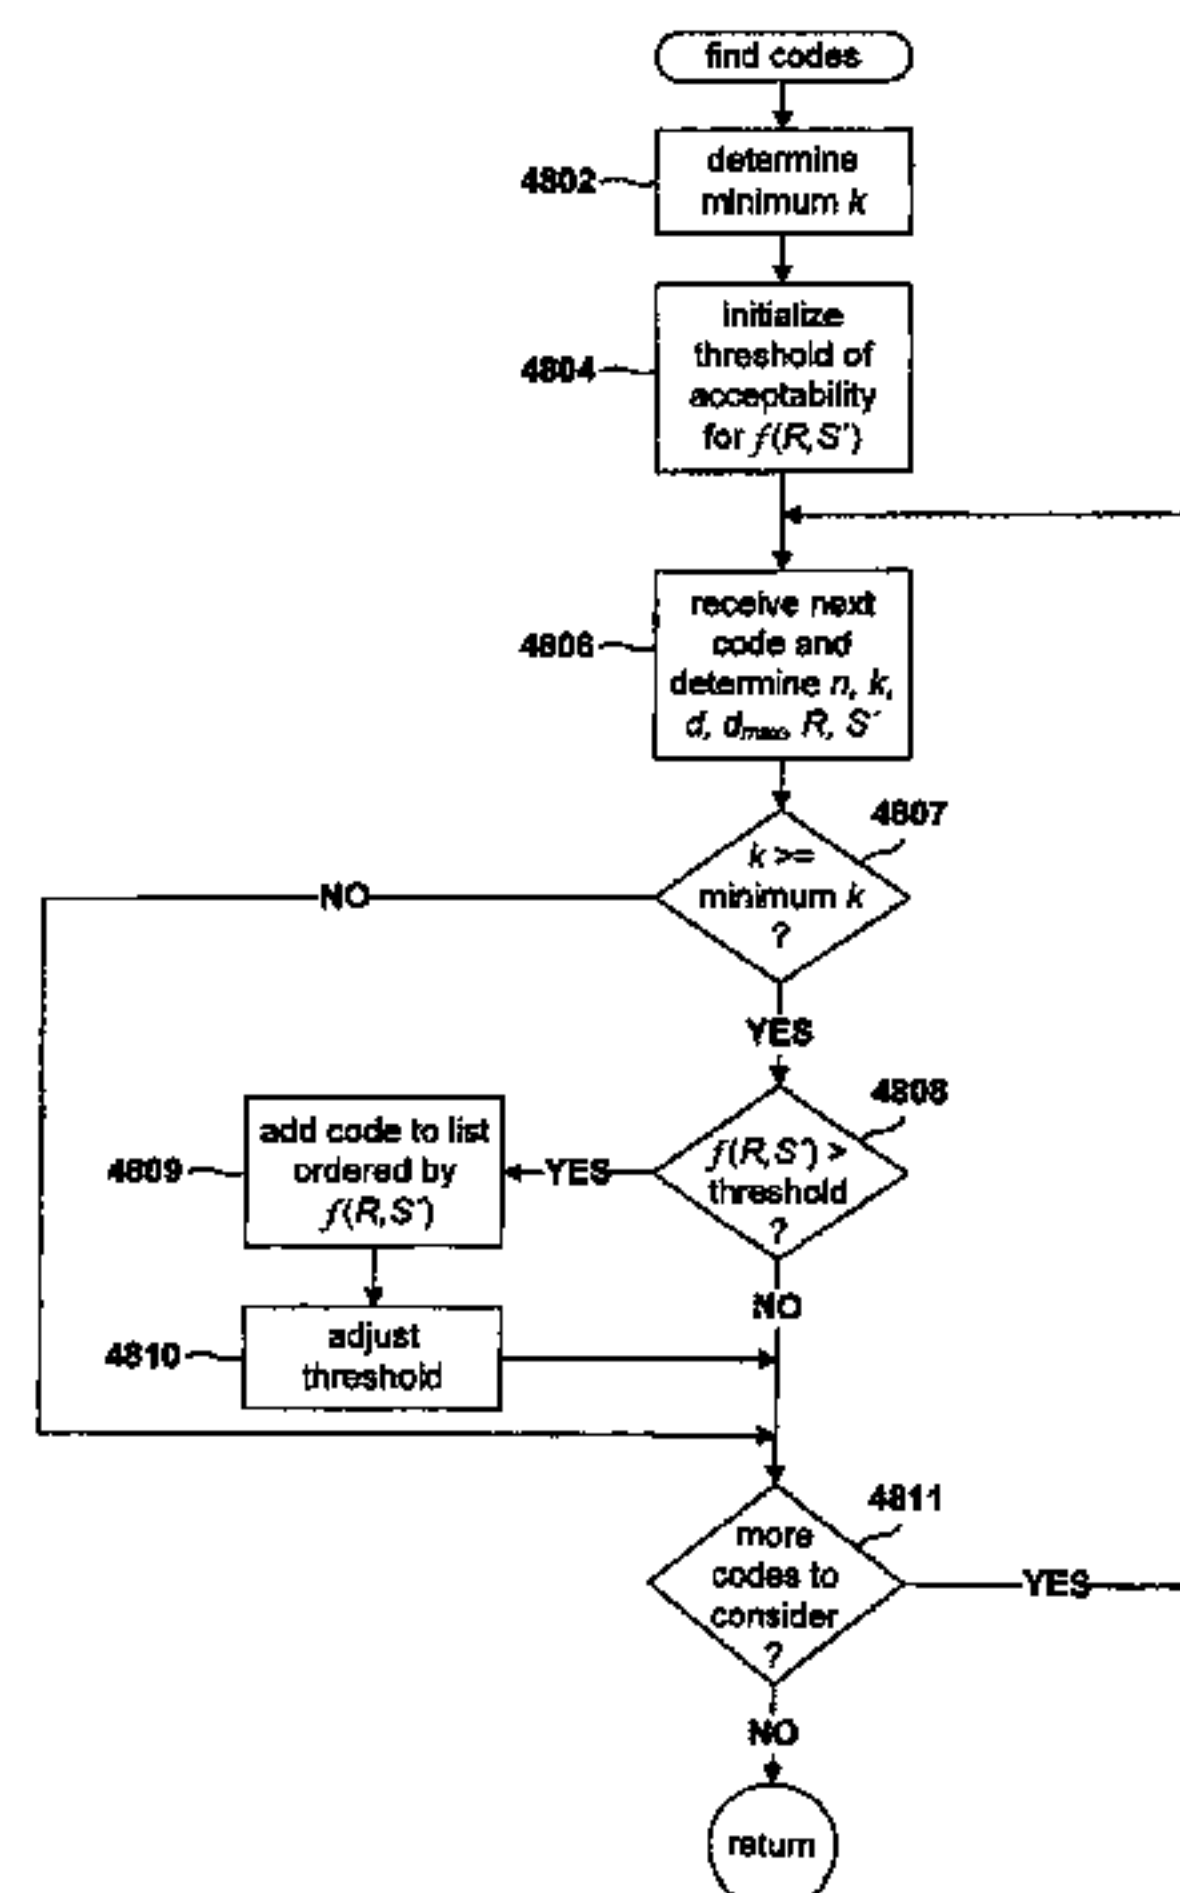 find codes
4802
determine
minimum k
4804
initialize
threshold of
acceptability
for f(R,S´)
4806
receive next
code and
determine n, k,
d, dmax, R, S´
4807
k >=
minimum k
?
NO
YES
4808
f(R,S´) >
threshold
?
YES
4809
add code to list
ordered by
f(R,S´)
NO
4810
adjust
threshold
4811
more
codes to
consider
?
YES
NO
return